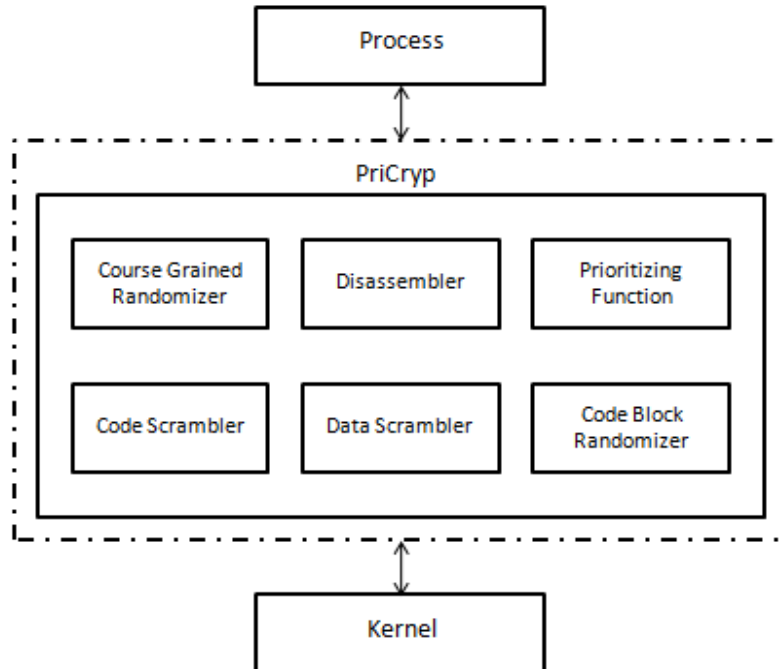 Process
PriCryp
Course Grained
Randomizer
Disassembler
Prioritizing
Function
Code Scrambler
Data Scrambler
Code Block
Randomizer
Kernel